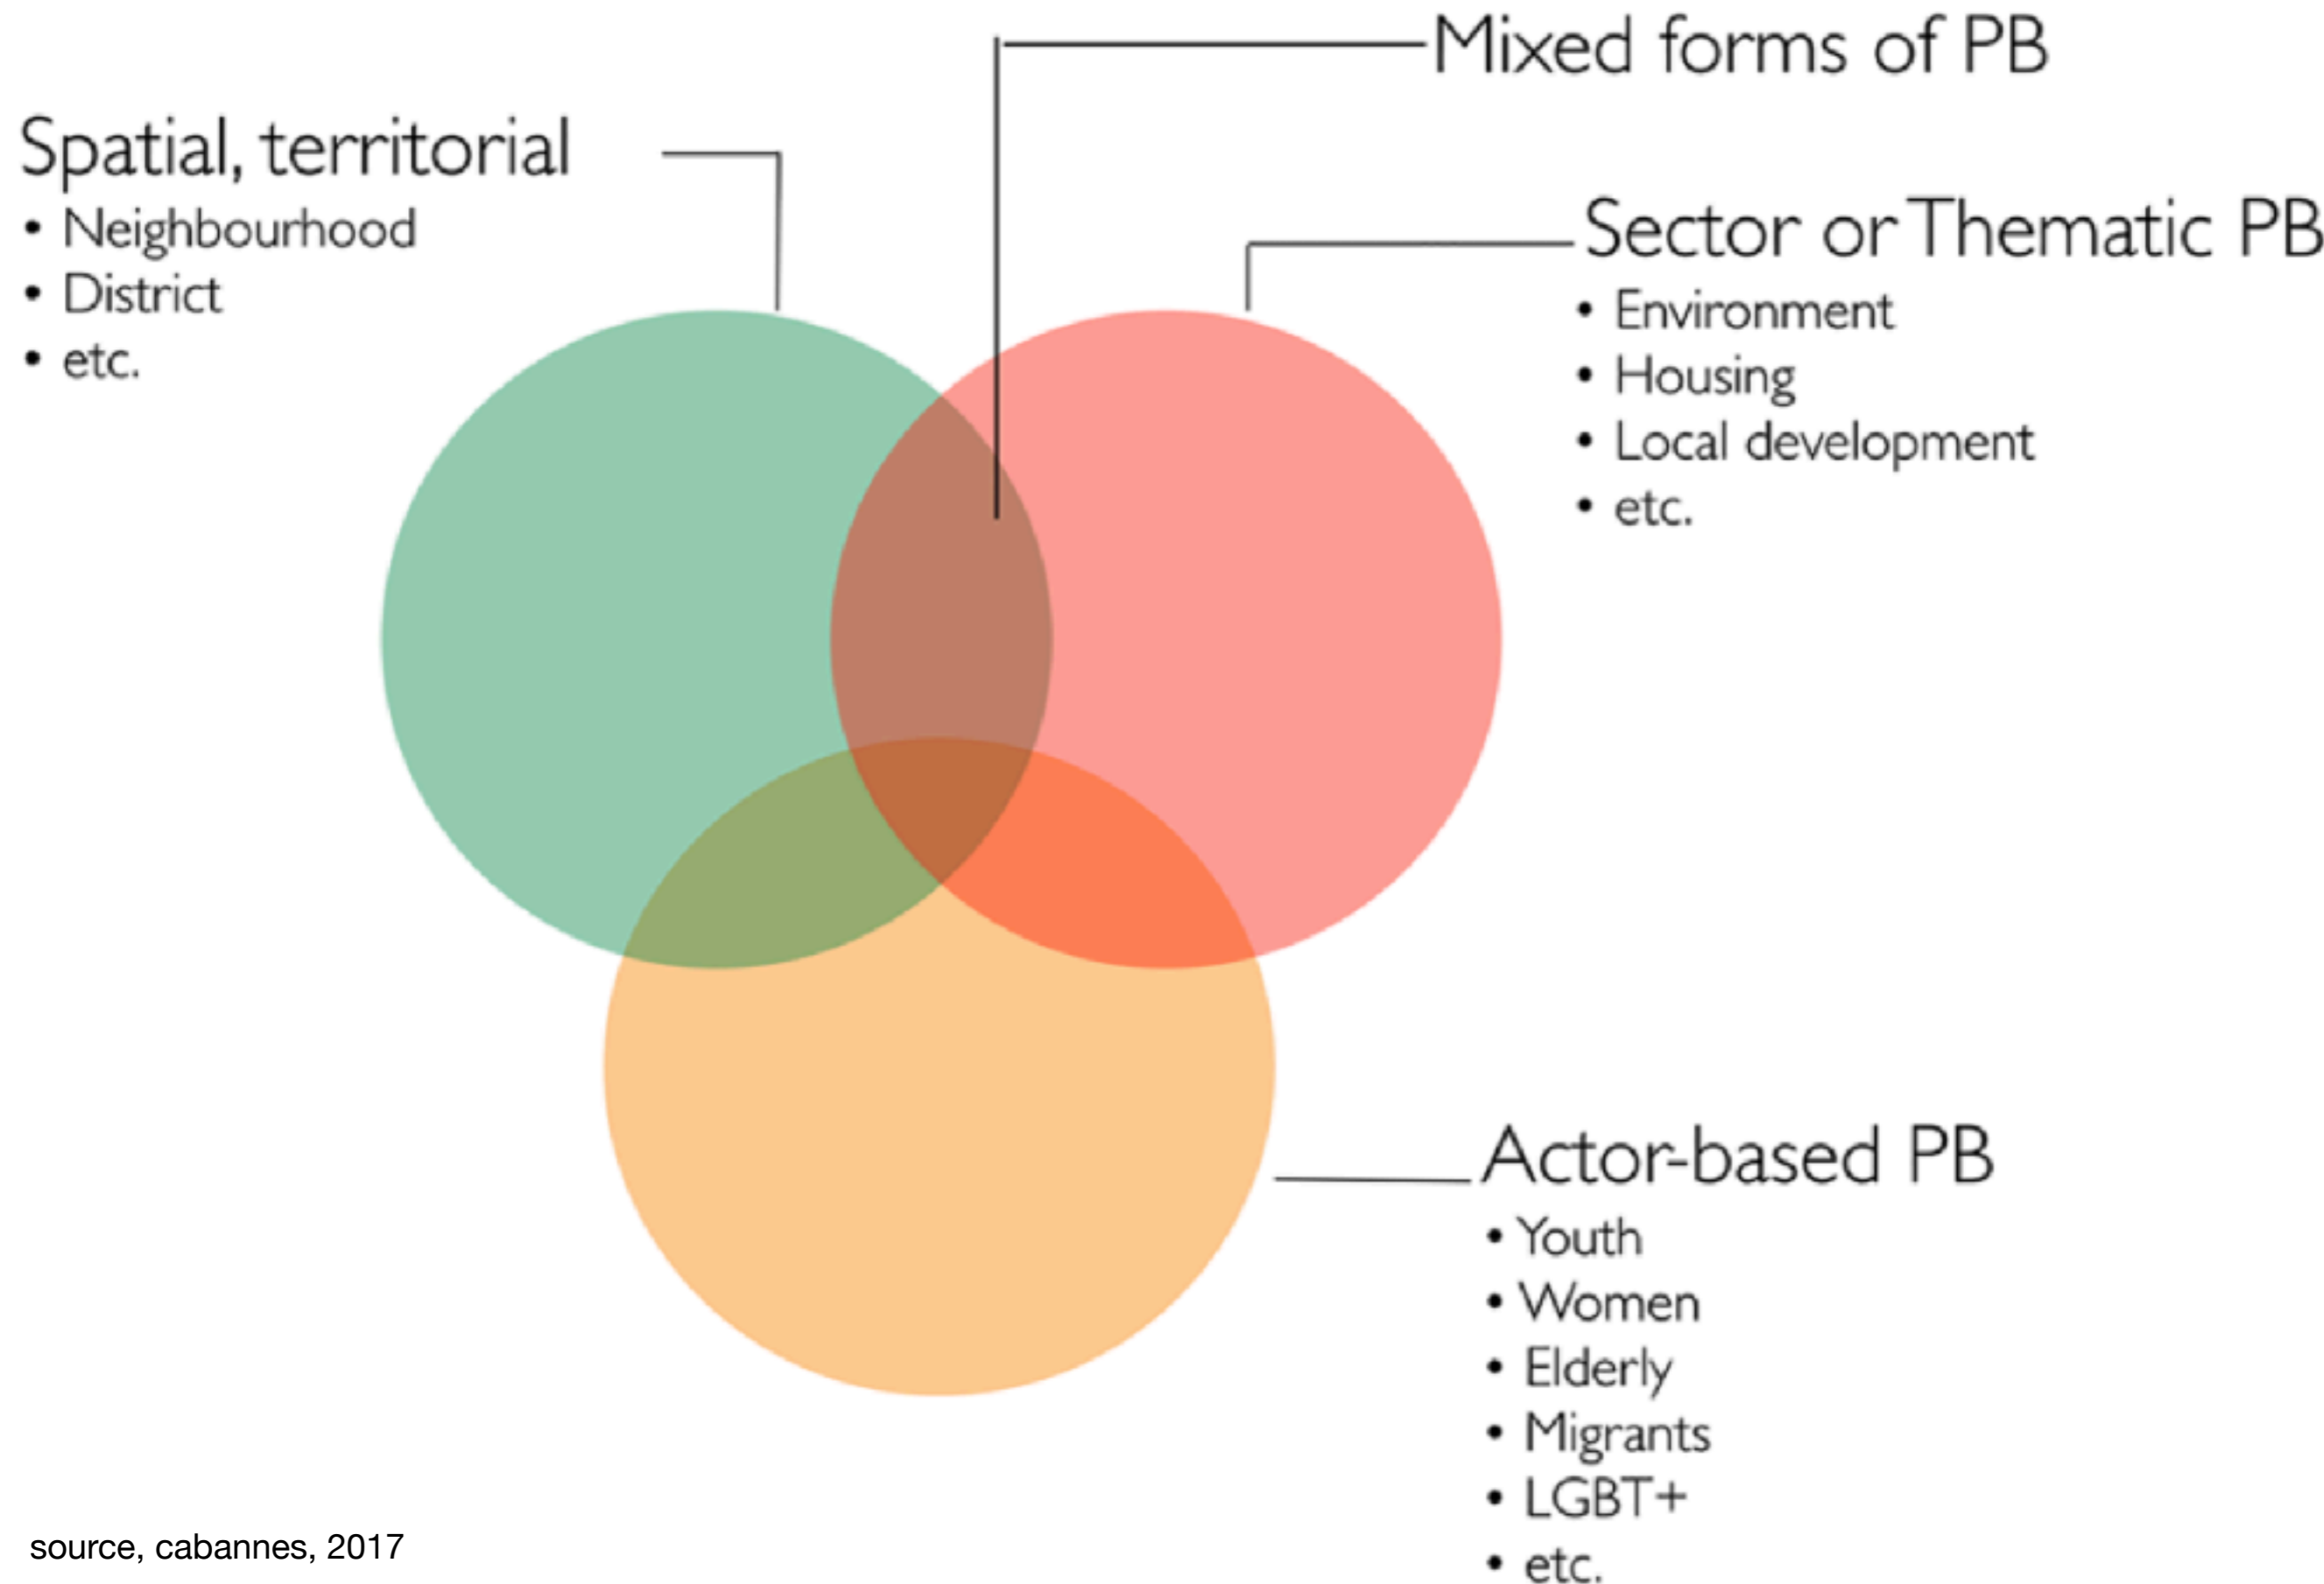 Mixed forms of PB
Spatial, territorial
• Neighbourhood
• District
• etc.
Sector or Thematic PB
• Environment
• Housing
• Local development
• etc.
Actor-based PB
• Youth
• Women
• Elderly
• Migrants
• LGBT+
• etc.
source, cabannes, 2017